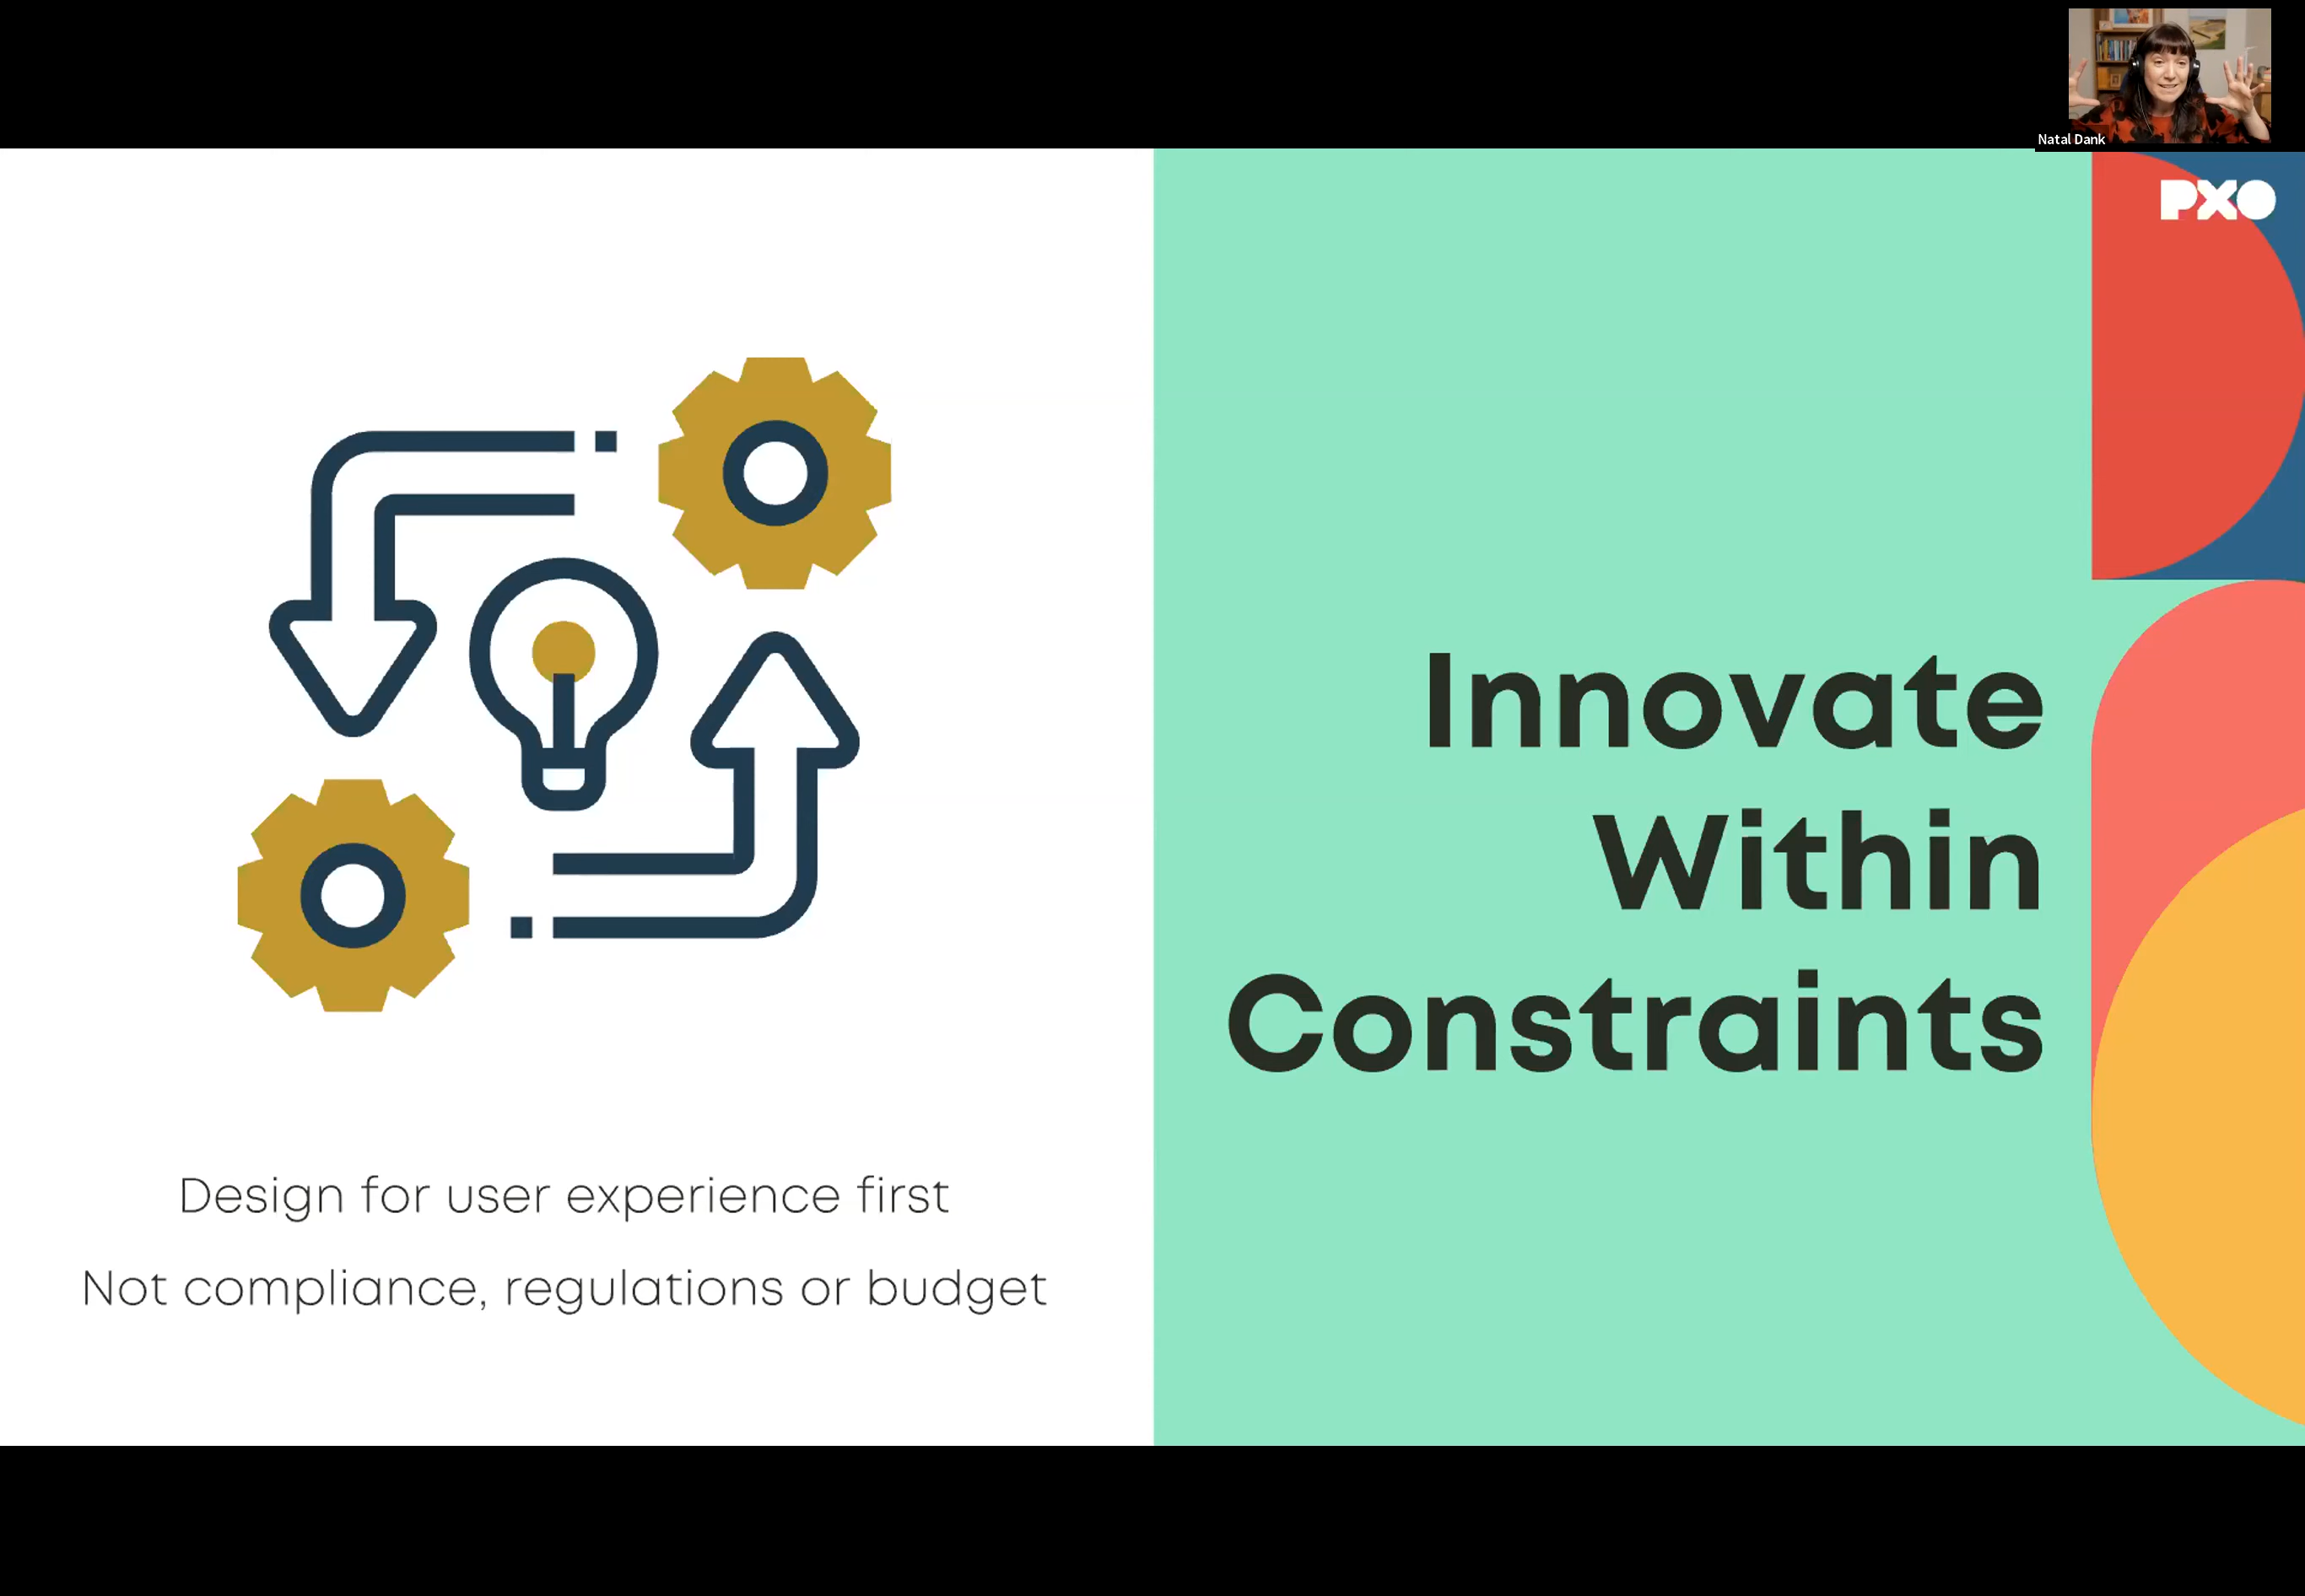 Natal Dank
PXO
Innovate
Within
Constraints
Design for user experience first
Not compliance, regulations or budget